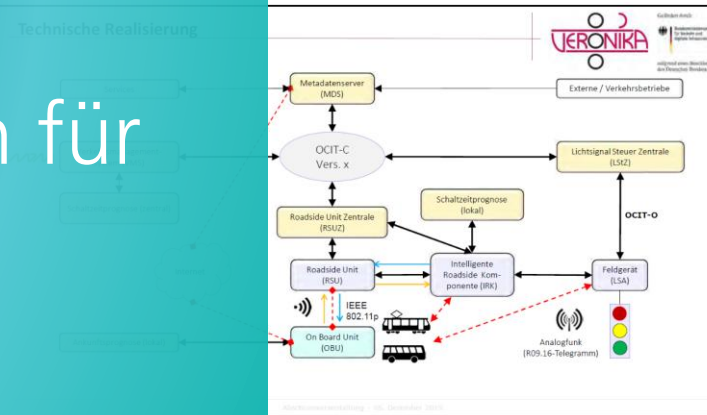 Technische Realisierung
n für
VERONIKA
Metadatenserver
(MDS)
Externe / Verkehrsbetriebe
OCIT-C
Vers. x
Lichtsignal Steuer Zentrale
(LStZ)
Schaltzeitprognose
(lokal)
Roadside Unit Zentrale
(RSUZ)
OCIT-O
Roadside Unit
(RSU)
Intelligente
Roadside Kom-
ponente (IRK)
Feldgerät
(LSA)
IEEE
802.11p
On Board Unit
(OBU)
Analogfunk
(R09.16-Telegramm)